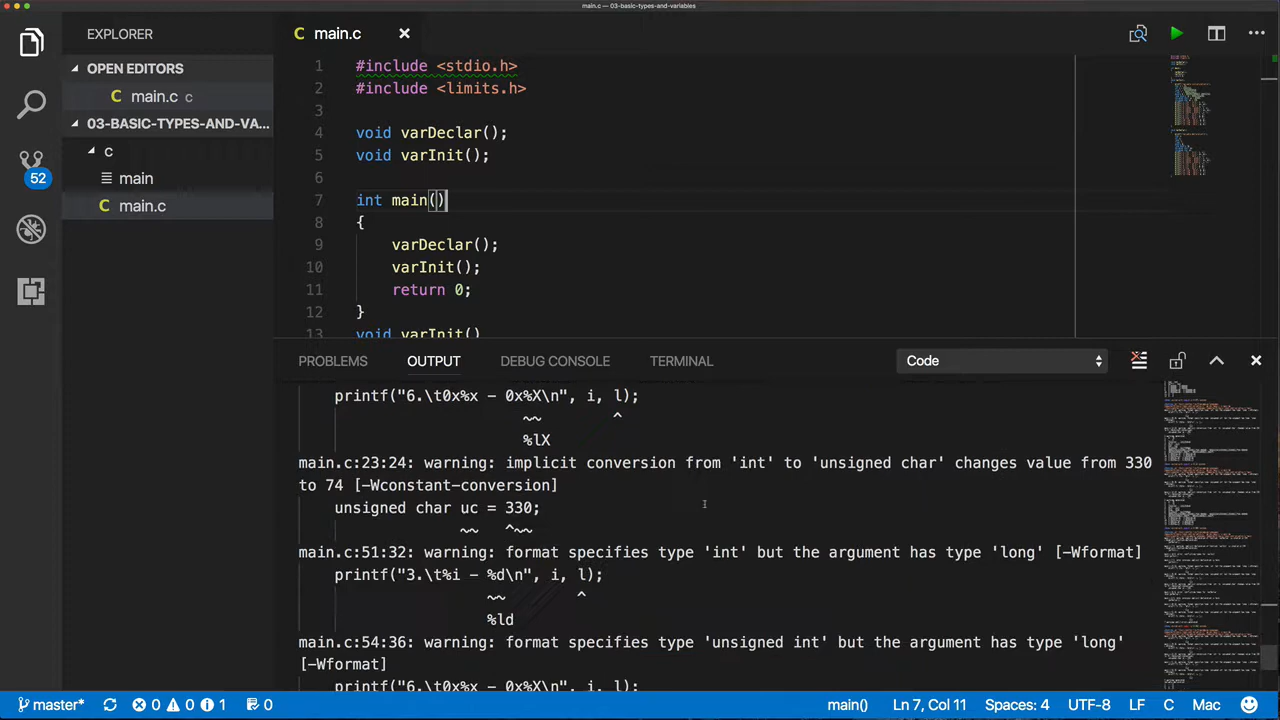 main.c — 03-basic-types-and-variables
EXPLORER
OPEN EDITORS
main.c c
03-BASIC-TYPES-AND-VA...
c
main
main.c
52
main.c
1 #include <stdio.h>
2 #include <limits.h>
3
4 void varDeclar();
5 void varInit();
6
7 int main()
8 {
9 varDeclar();
10 varInit();
11 return 0;
12 }
13 void varInit()
PROBLEMS OUTPUT DEBUG CONSOLE TERMINAL Code
printf("6.\t0x%x – 0x%X\n", i, l);
~~ ^
%lX
main.c:23:24: warning: implicit conversion from 'int' to 'unsigned char' changes value from 330
to 74 [-Wconstant-conversion]
unsigned char uc = 330;
~~ ^~~
main.c:51:32: warning: format specifies type 'int' but the argument has type 'long' [-Wformat]
printf("3.\t%i – %d\n", i, l);
~~ ^
%ld
main.c:54:36: warning: format specifies type 'unsigned int' but the argument has type 'long'
[-Wformat]
printf("6.\t0x%x – 0x%X\n", i, l);
master* 0 0 1 0 main() Ln 7, Col 11 Spaces: 4 UTF-8 LF C Mac